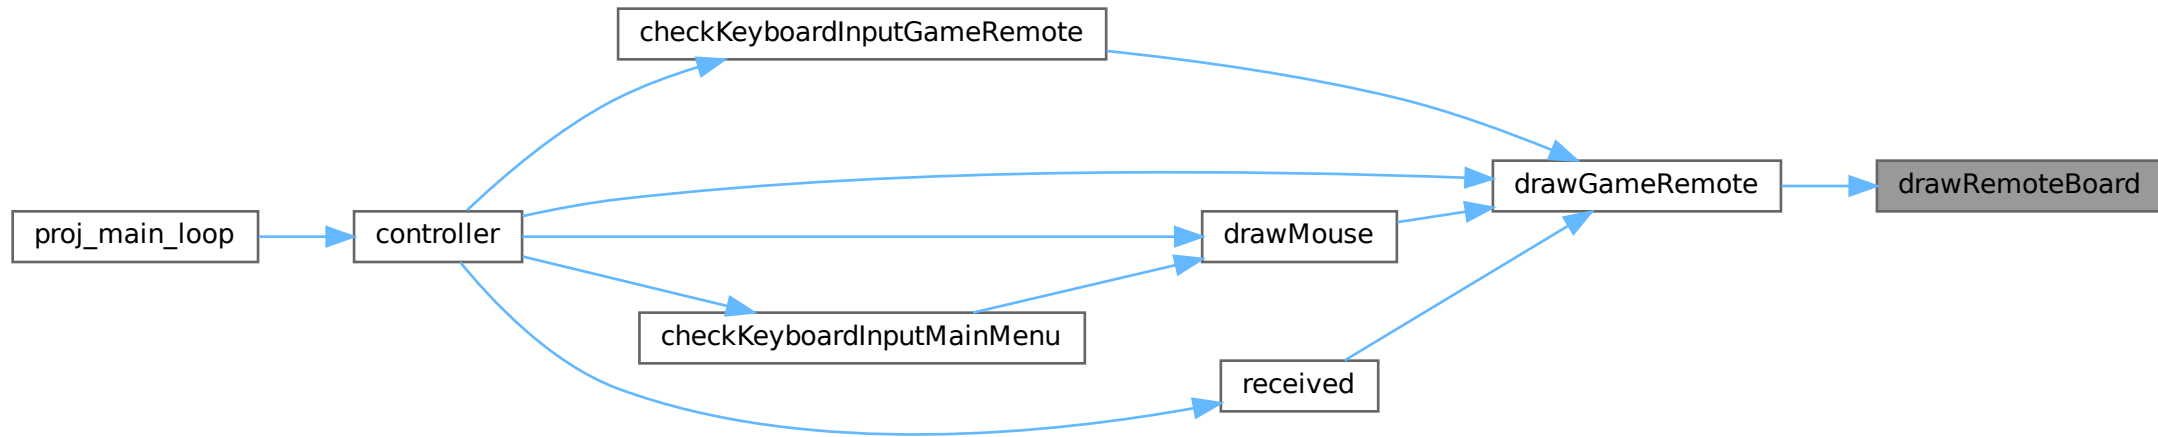 checkKeyboardInputGameRemote
drawGameRemote
drawRemoteBoard
proj_main_loop
controller
drawMouse
checkKeyboardInputMainMenu
received